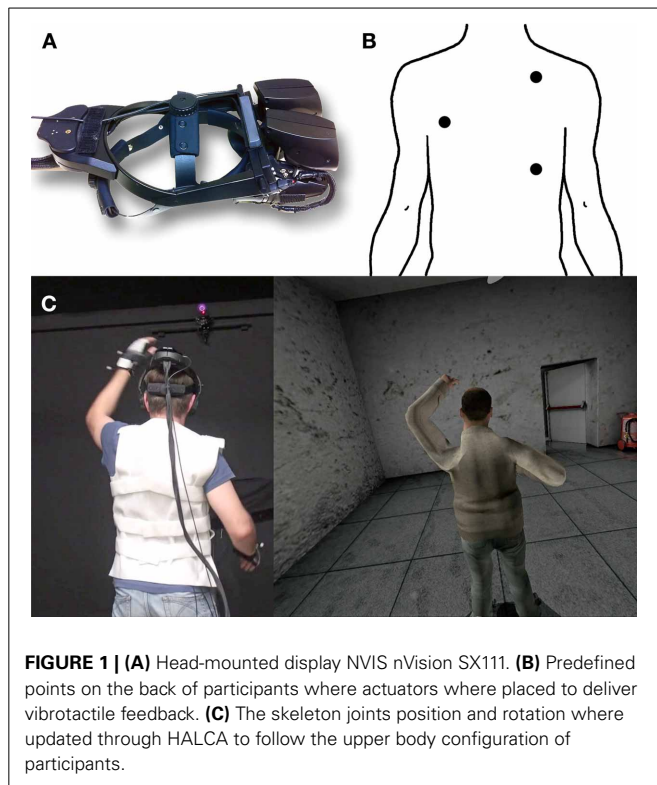 A
B
C
FIGURE 1 | (A) Head-mounted display NVIS nVision SX111. (B) Predefined
points on the back of participants where actuators where placed to deliver
vibrotactile feedback. (C) The skeleton joints position and rotation where
updated through HALCA to follow the upper body configuration of
participants.